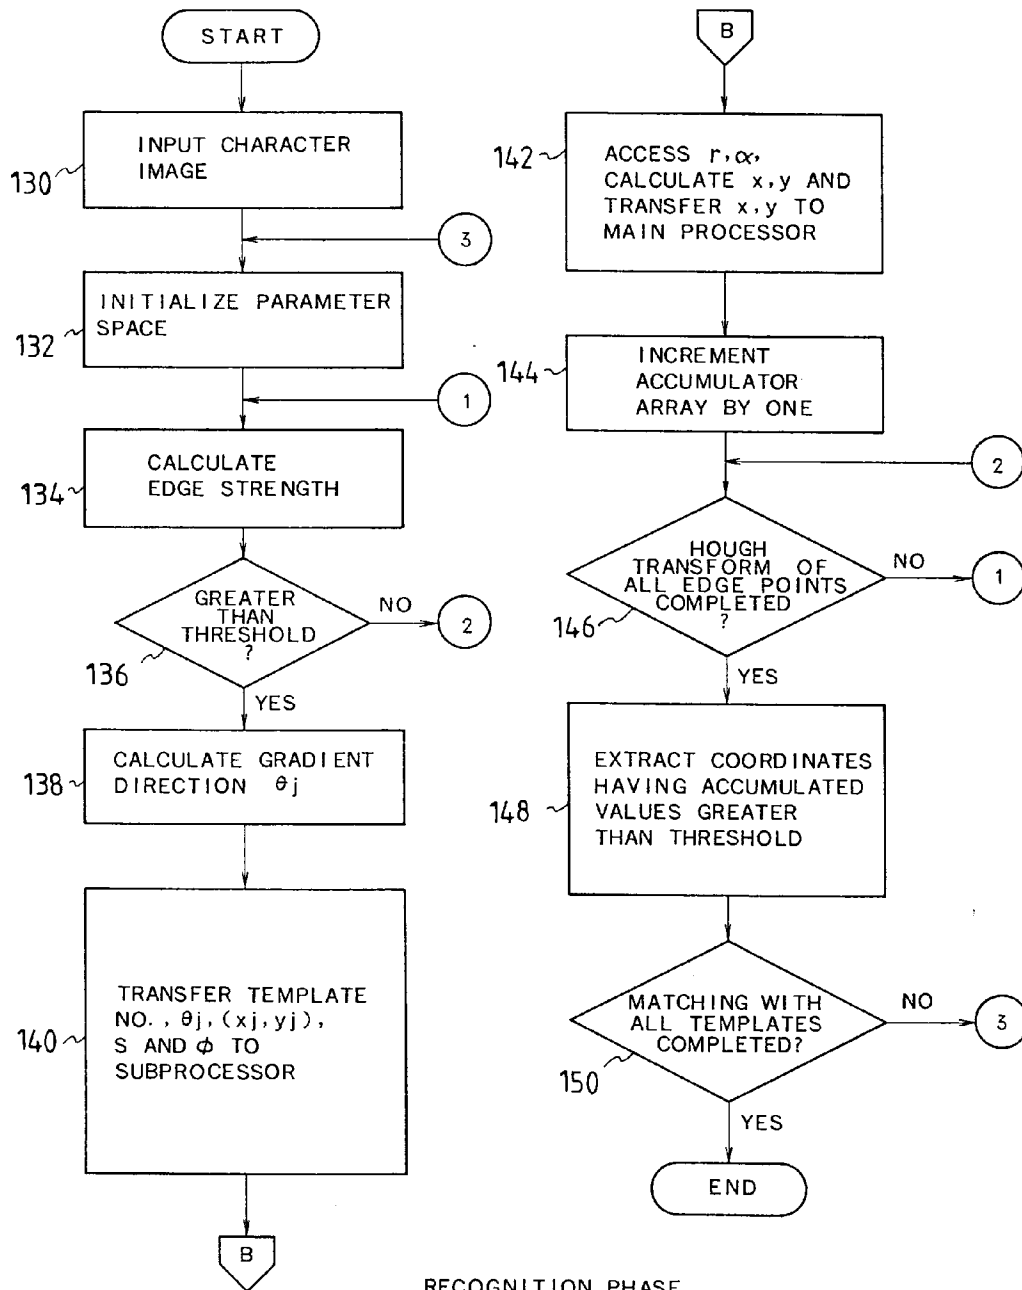 START
INPUT CHARACTER
IMAGE
130
3
INITIALIZE PARAMETER
SPACE
132
1
CALCULATE
EDGE STRENGTH
134
GREATER
THAN
THRESHOLD
?
NO
2
136
YES
CALCULATE GRADIENT
DIRECTION θj
138
TRANSFER TEMPLATE
NO., θj, (xj, yj),
S AND ϕ TO
SUBPROCESSOR
140
B
B
ACCESS r, α,
CALCULATE x, y AND
TRANSFER x, y TO
MAIN PROCESSOR
142
INCREMENT
ACCUMULATOR
ARRAY BY ONE
144
2
HOUGH
TRANSFORM OF
ALL EDGE POINTS
COMPLETED
?
NO
1
146
YES
EXTRACT COORDINATES
HAVING ACCUMULATED
VALUES GREATER
THAN THRESHOLD
148
MATCHING WITH
ALL TEMPLATES
COMPLETED?
NO
3
150
YES
END
RECOGNITION PHASE